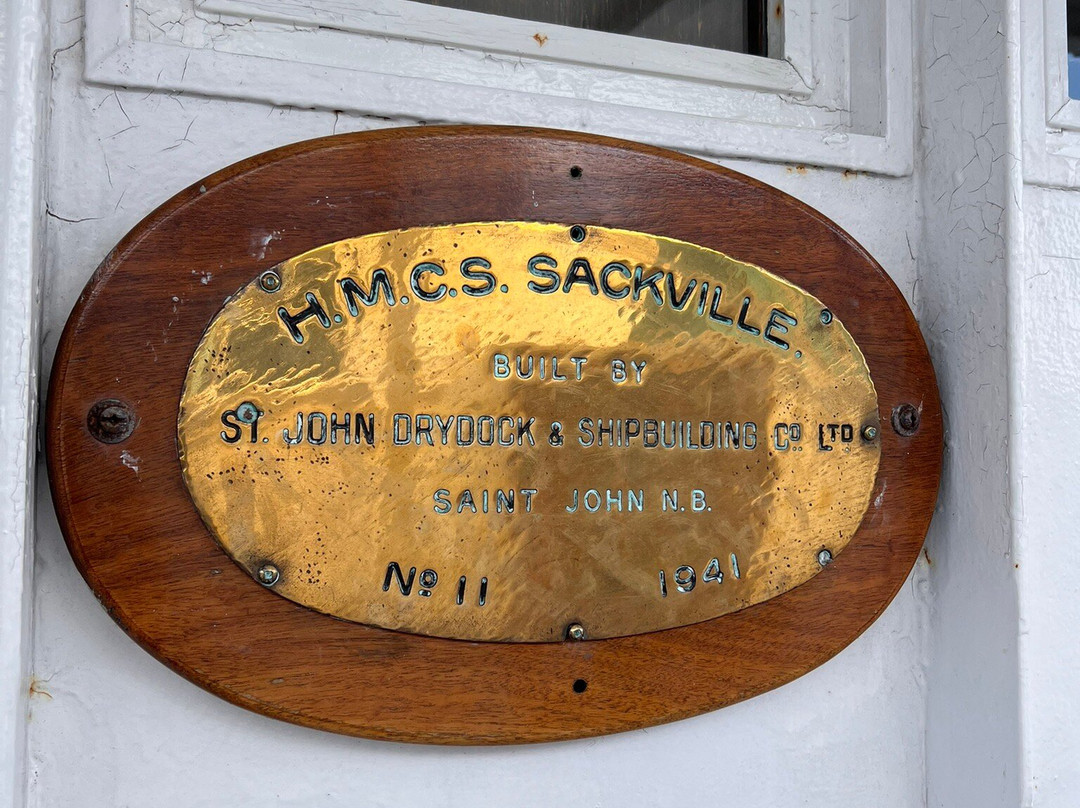 H.M.C.S. SACKVILLE.
BUILT BY
ST. JOHN DRYDOCK & SHIPBUILDING Co. LTD
SAINT JOHN N.B.
No 11 1941